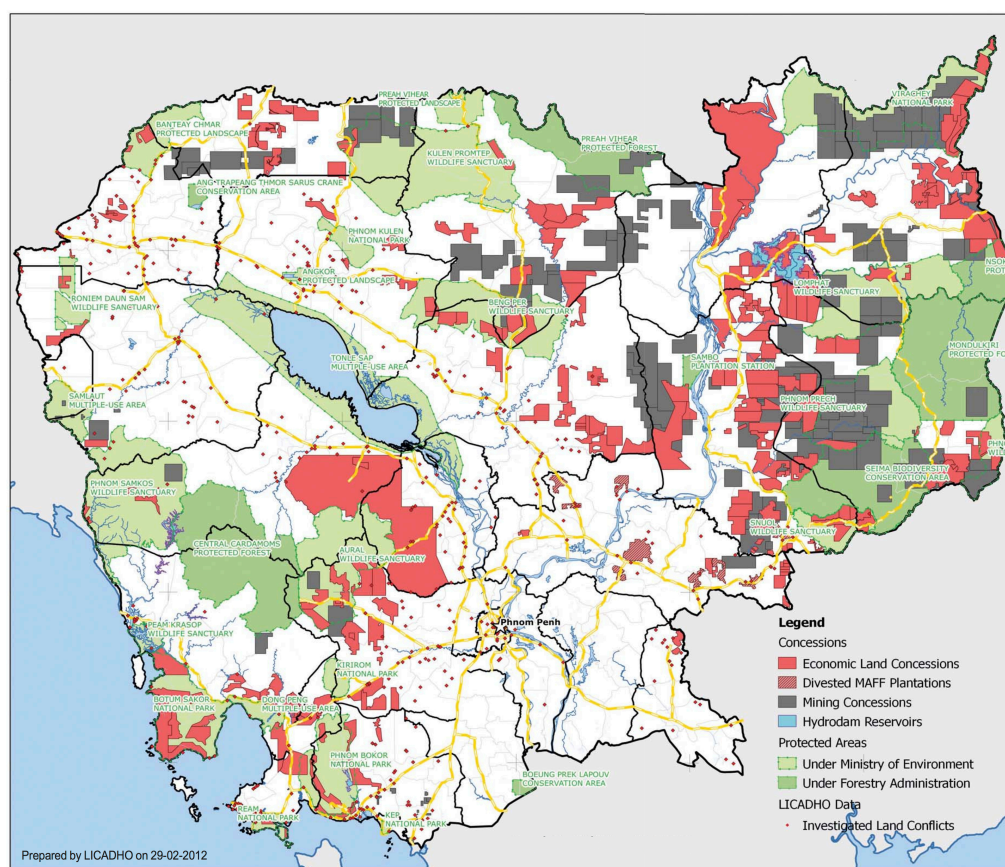 PREAH VIHEAR
PROTECTED LANDSCAPE
VIRACHEY
NATIONAL PARK
BANTEAY CHMAR
PROTECTED LANDSCAPE
PREAH VIHEAR
PROTECTED FOREST
KULEN PROMTEP
WILDLIFE SANCTUARY
ANG TRAPEANG THMOR SARUS CRANE
CONSERVATION AREA
PHNOM KULEN
NATIONAL PARK
ANGKOR
PROTECTED LANDSCAPE
LOMPHAT
WILDLIFE SANCTUARY
NSOK
PROT
RONIEM DAUN SAM
WILDLIFE SANCTUARY
BENG PER
WILDLIFE SANCTUARY
MONDULKIRI
PROTECTED FO
TONLE SAP
MULTIPLE-USE AREA
SAMBO
PLANTATION STATION
SAMLAUT
MULTIPLE-USE AREA
PHNOM PRECH
WILDLIFE SANCTUARY
PHNO
WIL
SEIMA BIODIVERSITY
CONSERVATION AREA
PHNOM SAMKOS
WILDLIFE SANCTUARY
SNUOL
WILDLIFE SANCTUARY
CENTRAL CARDAMOMS
PROTECTED FOREST
AURAL
WILDLIFE SANCTUARY
Phnom Penh
PEAM KRASOP
WILDLIFE SANCTUARY
KIRIROM
NATIONAL PARK
BOTUM SAKOR
NATIONAL PARK
DONG PENG
MULTIPLE-USE AREA
PHNOM BOKOR
NATIONAL PARK
BOEUNG PREK LAPOUV
CONSERVATION AREA
REAM
NATIONAL PARK
KEP
NATIONAL PARK
Legend
Concessions
Economic Land Concessions
Divested MAFF Plantations
Mining Concessions
Hydrodam Reservoirs
Protected Areas
Under Ministry of Environment
Under Forestry Administration
LICADHO Data
Investigated Land Conflicts
Prepared by LICADHO on 29-02-2012